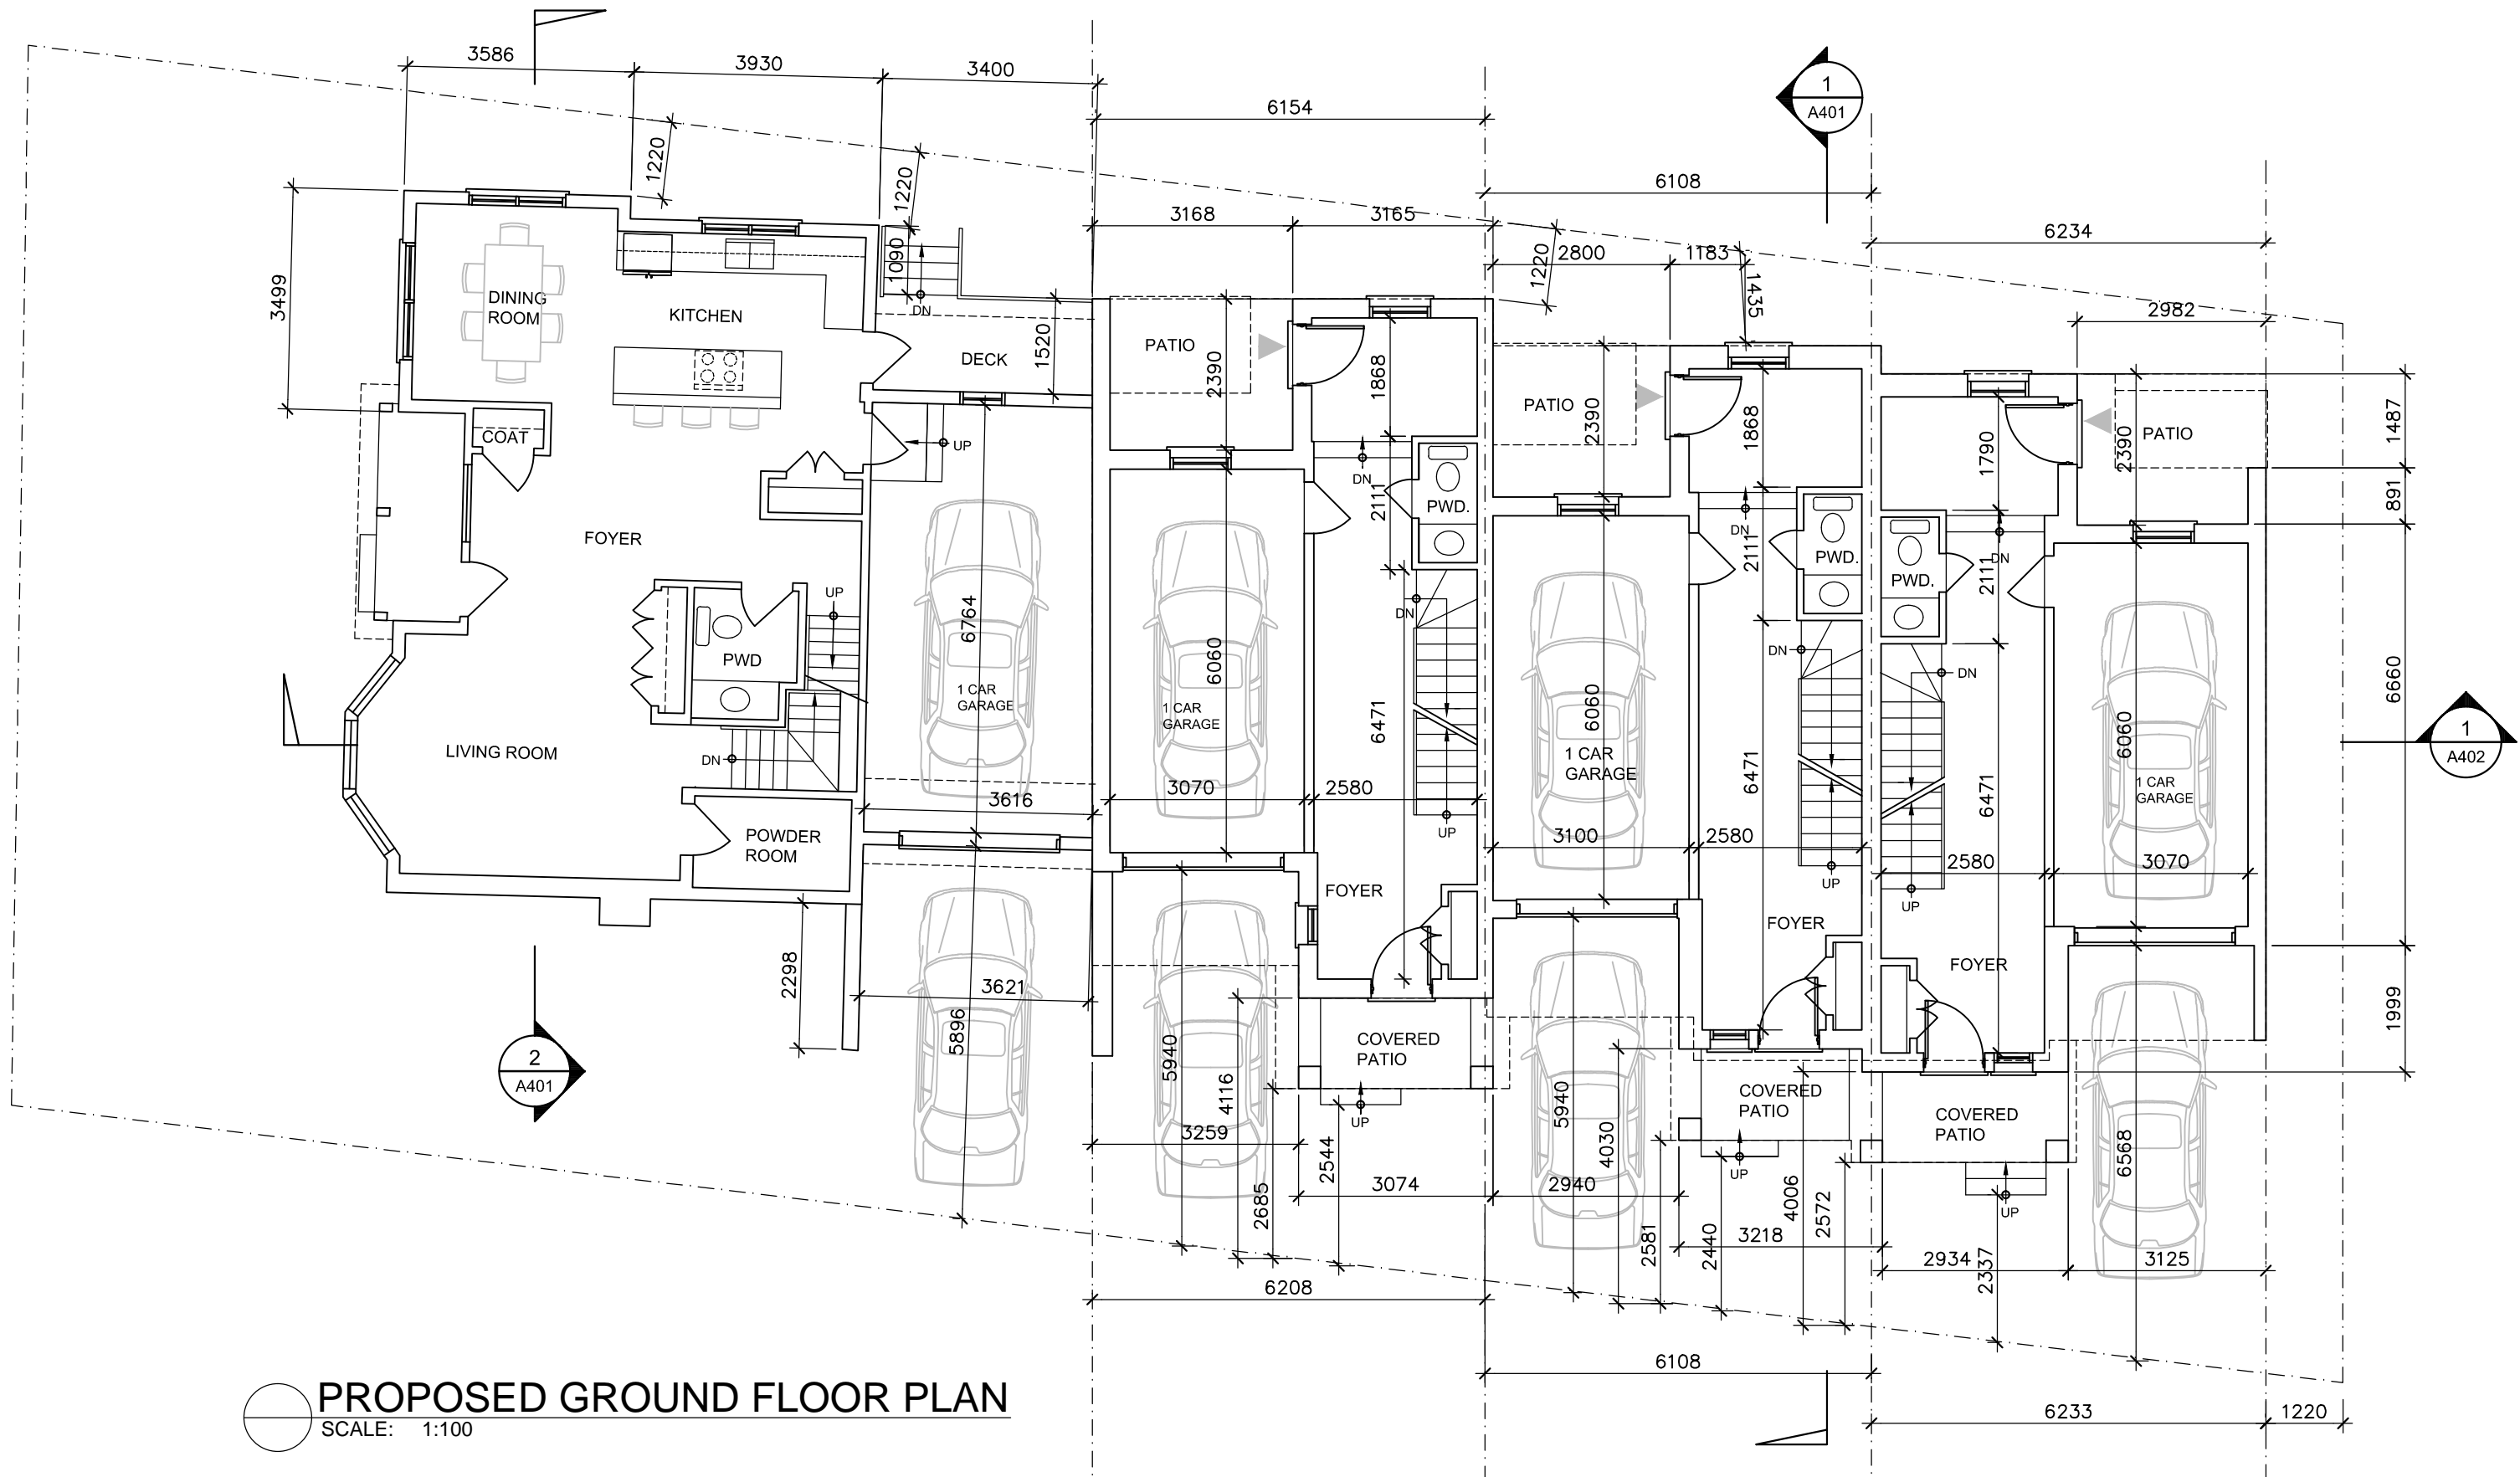 3586
3930
3400
6154
1
A401
1220
1220
6108
3168
3165
6234
1090
1220
2800
1183
1435
2982
3499
DINING
ROOM
KITCHEN
DN
1520
DECK
PATIO
2390
1868
PATIO
2390
1868
1790
2390
PATIO
1487
COAT
UP
DN
2111
PWD.
DN
2111
PWD.
PWD.
2111
DN
891
FOYER
UP
PWD
6764
1 CAR
GARAGE
6060
1 CAR
GARAGE
DN
6471
6060
1 CAR
GARAGE
DN
6471
DN
6471
6060
1 CAR
GARAGE
6660
1
A402
LIVING ROOM
DN
3616
3070
2580
UP
3100
2580
UP
2580
3070
UP
POWDER
ROOM
FOYER
FOYER
FOYER
2298
3621
5896
5940
4116
COVERED
PATIO
UP
5940
4030
COVERED
PATIO
UP
COVERED
PATIO
UP
1999
2
A401
3259
2544
2685
3074
2940
2581
2440
3218
4006
2572
2934
2337
3125
6568
6208
6108
6233
1220
PROPOSED GROUND FLOOR PLAN
SCALE: 1:100